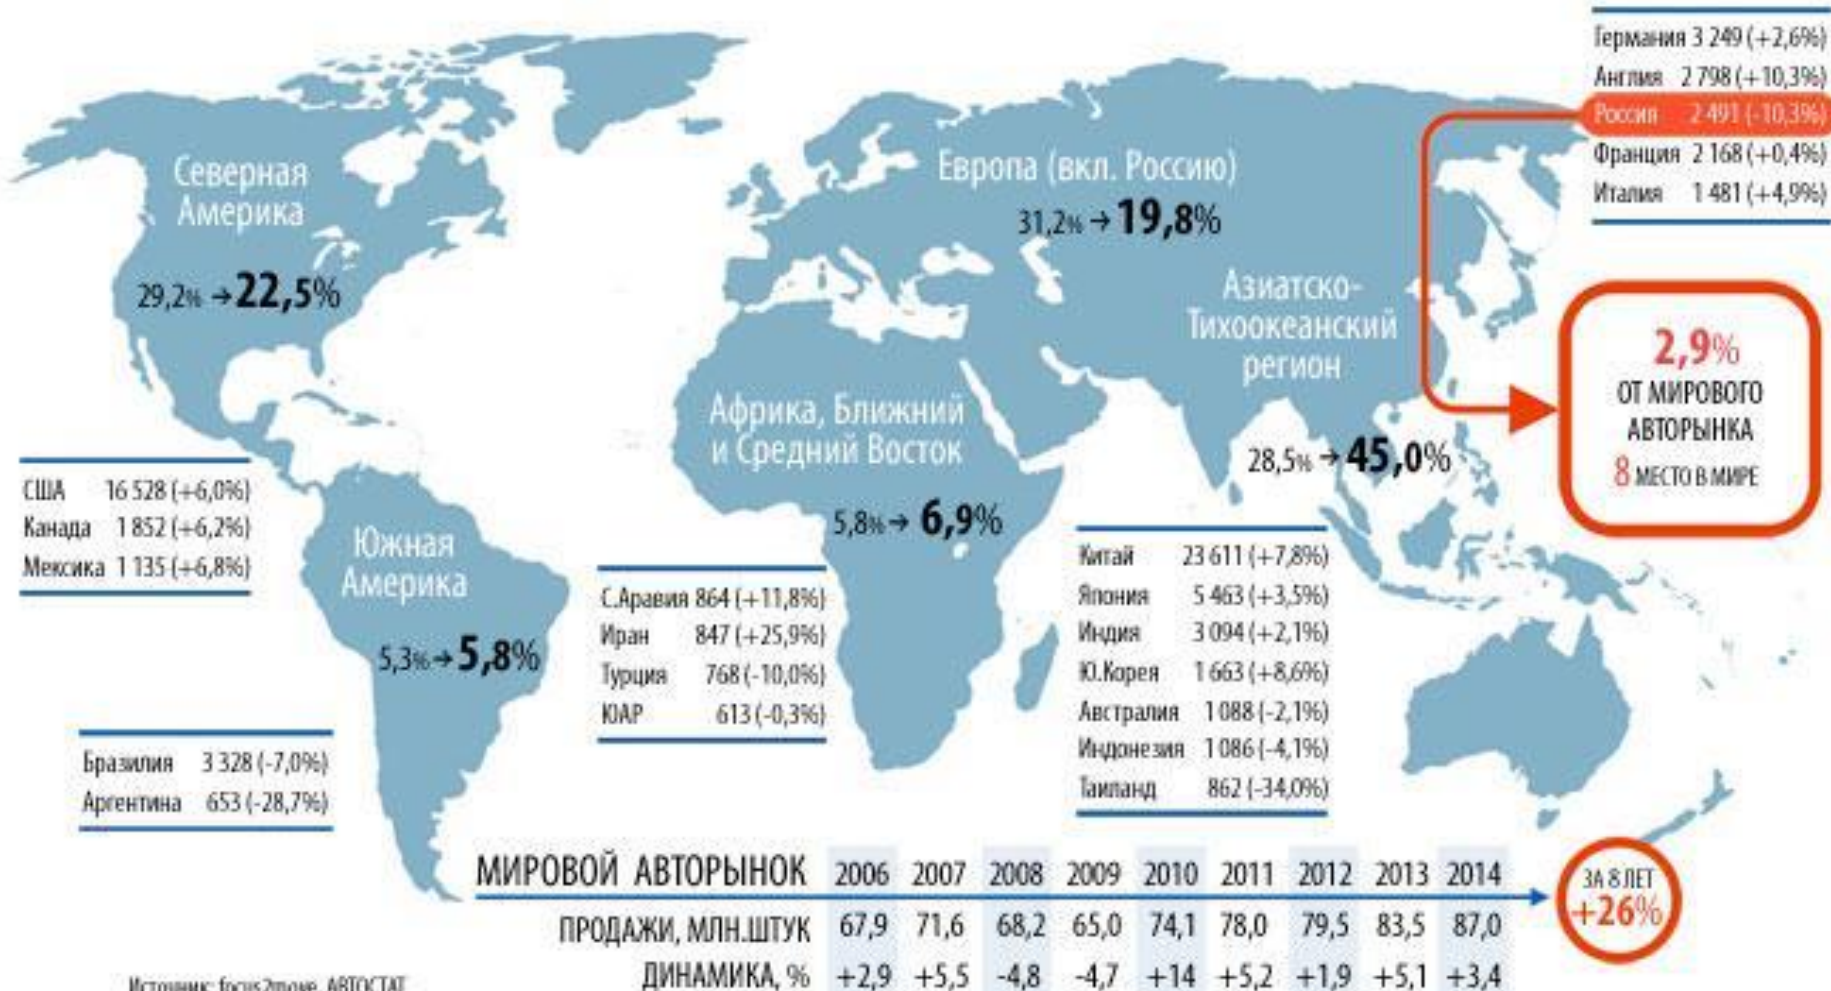 Германия 3 249 (+2,6%)
Англия 2 798 (+10,3%)
Россия 2 491 (-10,3%)
Франция 2 168 (+0,4%)
Италия 1 481 (+4,9%)
Северная
Америка
29,2% → 22,5%
Европа (вкл. Россию)
31,2% → 19,8%
Азиатско-
Тихоокеанский
регион
28,5% → 45,0%
2,9%
ОТ МИРОВОГО
АВТОРЫНКА
8 МЕСТО В МИРЕ
Африка, Ближний
и Средний Восток
5,8% → 6,9%
США 16 528 (+6,0%)
Канада 1 852 (+6,2%)
Мексика 1 135 (+6,8%)
Южная
Америка
5,3% → 5,8%
С.Аравия 864 (+11,8%)
Иран 847 (+25,9%)
Турция 768 (-10,0%)
ЮАР 613 (-0,3%)
Китай 23 611 (+7,8%)
Япония 5 463 (+3,5%)
Индия 3 094 (+2,1%)
Ю.Корея 1 663 (+8,6%)
Австралия 1 088 (-2,1%)
Индонезия 1 086 (-4,1%)
Таиланд 862 (-34,0%)
Бразилия 3 328 (-7,0%)
Аргентина 653 (-28,7%)
МИРОВОЙ АВТОРЫНОК 2006 2007 2008 2009 2010 2011 2012 2013 2014
ПРОДАЖИ, МЛН.ШТУК 67,9 71,6 68,2 65,0 74,1 78,0 79,5 83,5 87,0
ДИНАМИКА, % +2,9 +5,5 -4,8 -4,7 +14 +5,2 +1,9 +5,1 +3,4
ЗА 8 ЛЕТ
+26%
Источник: focus2move, АВТОСТАТ